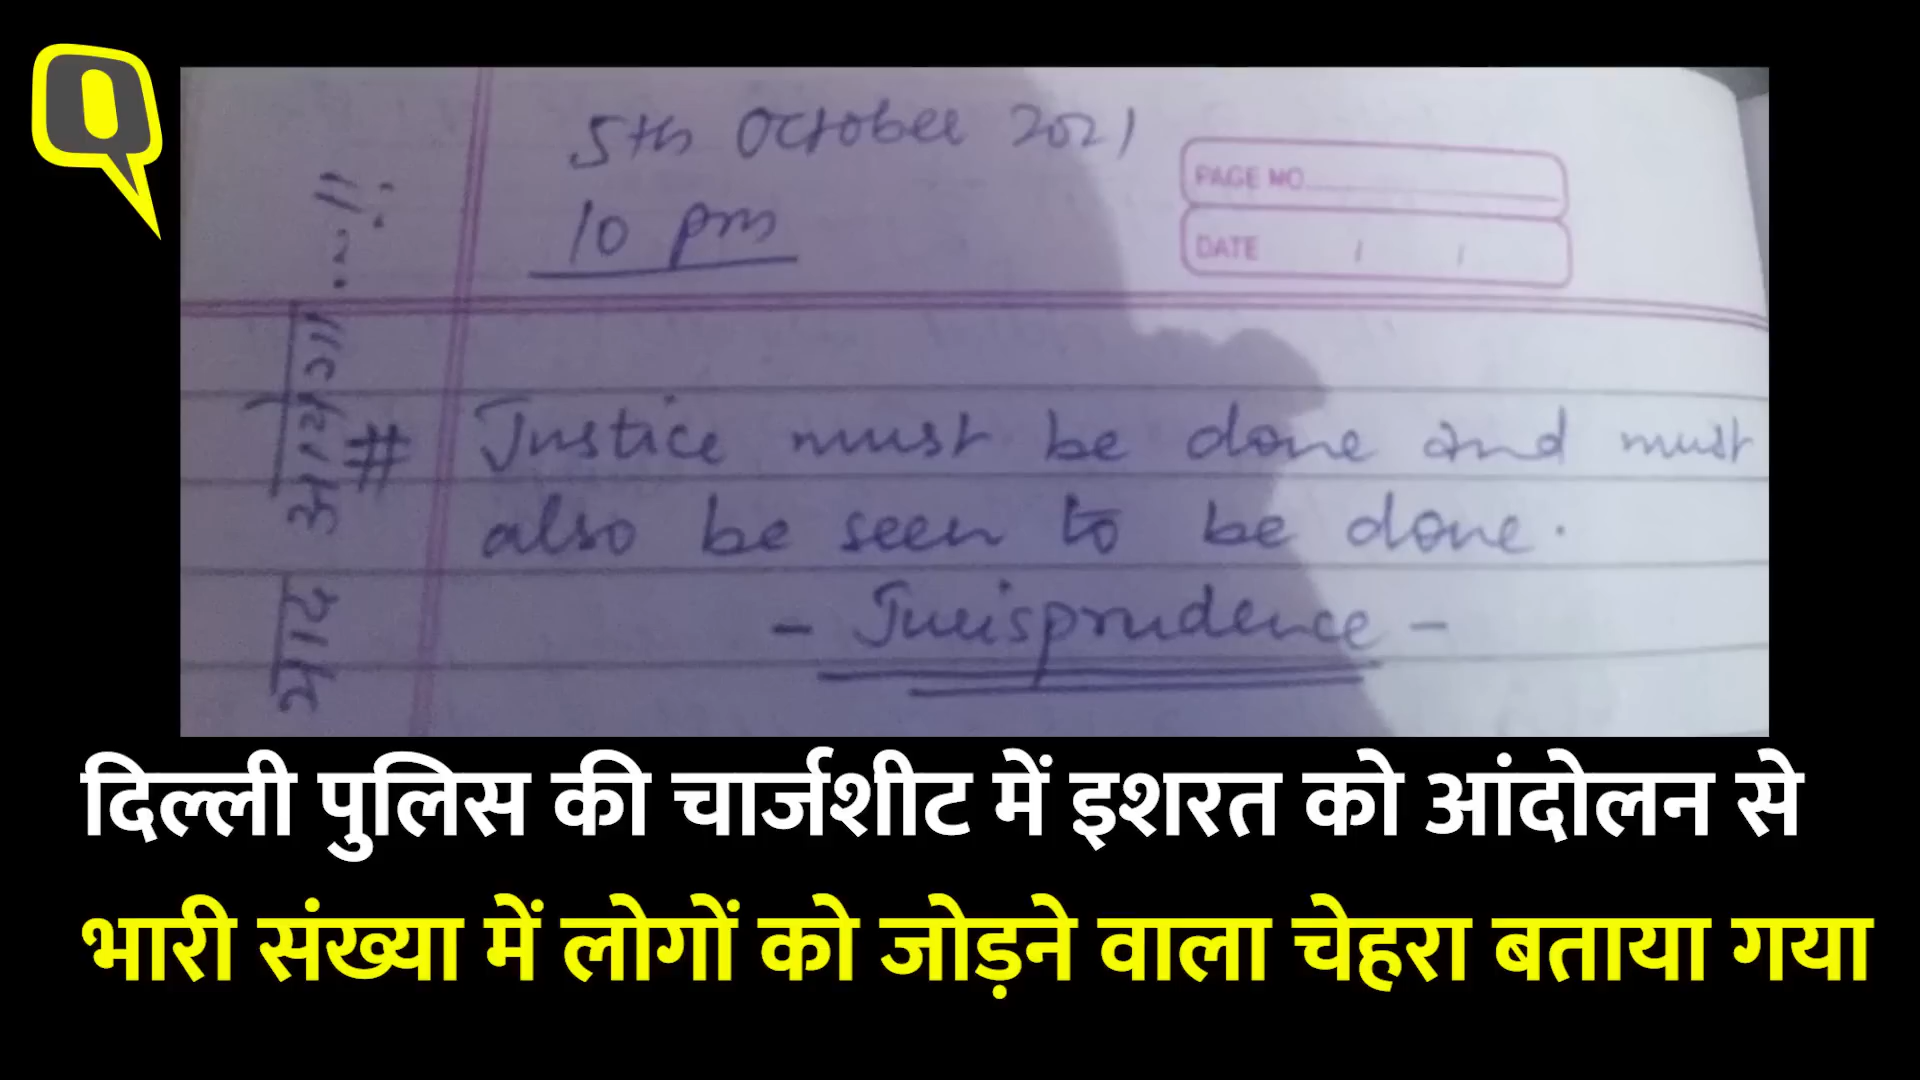 5th October 2021
10 pm
PAGE NO.
DATE / /
याद आयेगा..~..!!
# Justice must be done and must
also be seen to be done.
- Jurisprudence -
दिल्ली पुलिस की चार्जशीट में इशरत को आंदोलन से
भारी संख्या में लोगों को जोड़ने वाला चेहरा बताया गया